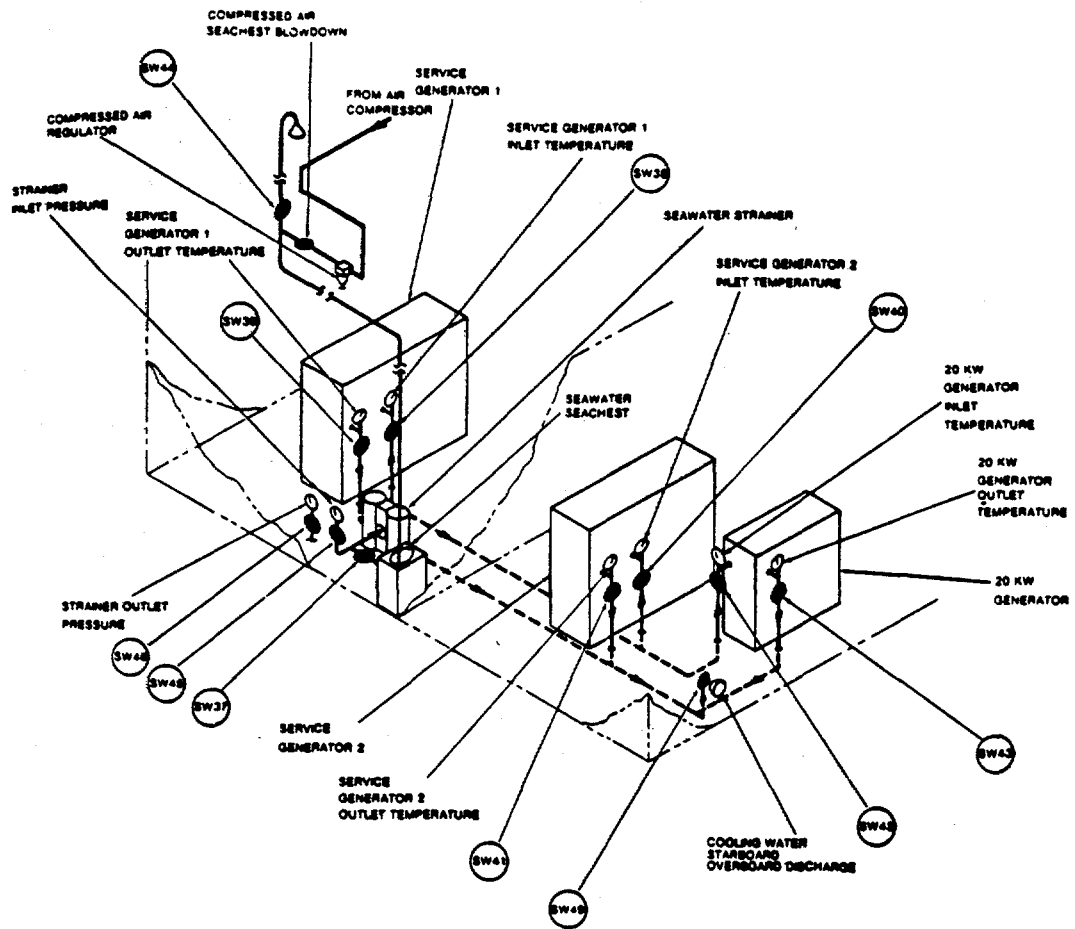 COMPRESSED AIR
SEACHEST BLOWDOWN
SW44
SERVICE
GENERATOR 1
FROM AIR
COMPRESSOR
COMPRESSED AIR
REGULATOR
SERVICE GENERATOR 1
INLET TEMPERATURE
SW38
STRAINER
INLET PRESSURE
SERVICE
GENERATOR 1
OUTLET TEMPERATURE
SEAWATER STRAINER
SERVICE GENERATOR 2
INLET TEMPERATURE
SW39
SW40
20 KW
GENERATOR
INLET
TEMPERATURE
SEAWATER
SEACHEST
20 KW
GENERATOR
OUTLET
TEMPERATURE
20 KW
GENERATOR
STRAINER OUTLET
PRESSURE
SW37
SERVICE
GENERATOR 2
SERVICE
GENERATOR 2
OUTLET TEMPERATURE
SW41
SW49
COOLING WATER
STARBOARD
OVERBOARD DISCHARGE